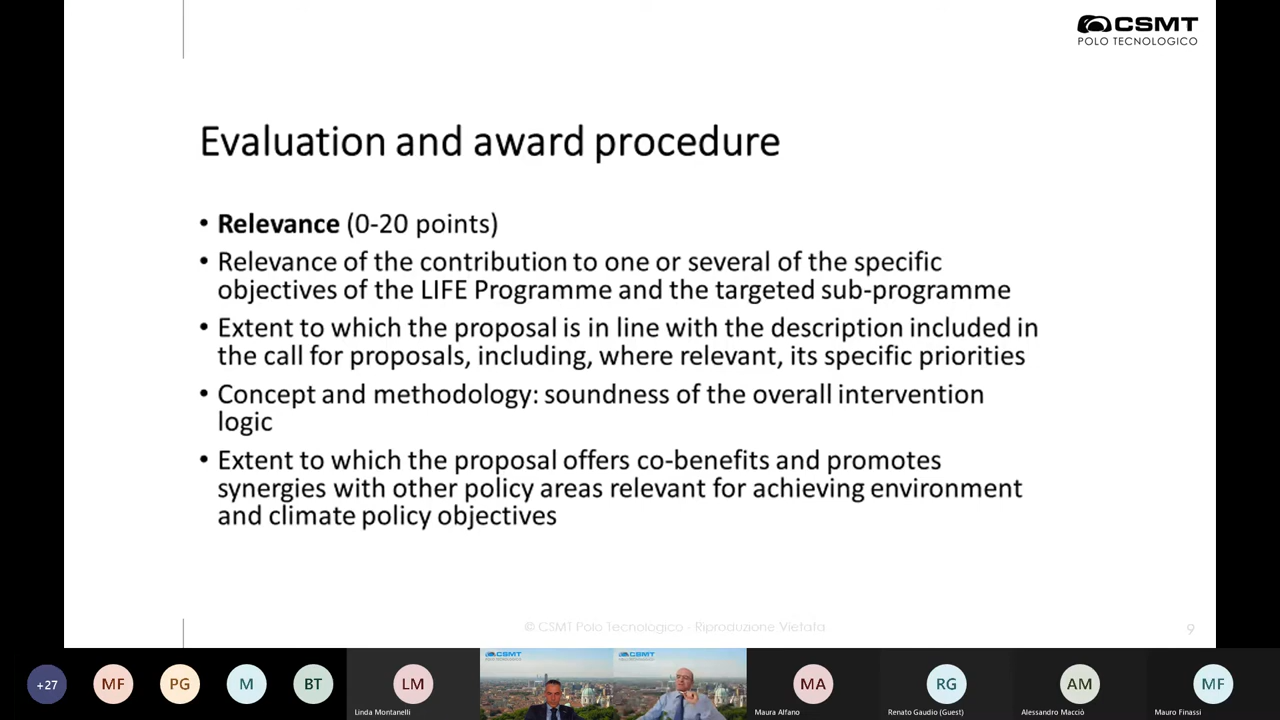 CSMT
POLO TECNOLOGICO
Evaluation and award procedure
• Relevance (0-20 points)
• Relevance of the contribution to one or several of the specific
objectives of the LIFE Programme and the targeted sub-programme
• Extent to which the proposal is in line with the description included in
the call for proposals, including, where relevant, its specific priorities
• Concept and methodology: soundness of the overall intervention
logic
• Extent to which the proposal offers co-benefits and promotes
synergies with other policy areas relevant for achieving environment
and climate policy objectives
© CSMT Polo Tecnologico - Riproduzione Vietata
9
+27
MF
PG
M
BT
LM
Linda Montanelli
CSMT
CSMT
MA
Maura Alfano
RG
Renato Gaudio (Guest)
AM
Alessandro Macciò
MF
Mauro Finassi